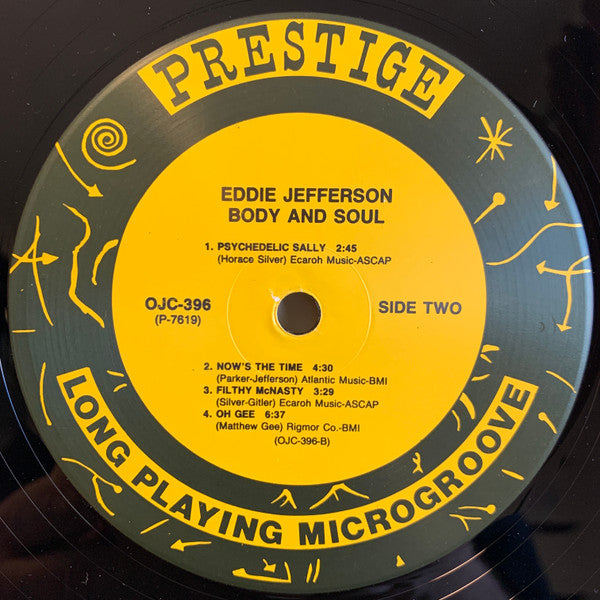 PRESTIGE
EDDIE JEFFERSON
BODY AND SOUL
1. PSYCHEDELIC SALLY 2:45
(Horace Silver) Ecaroh Music-ASCAP
OJC-396
(P-7619)
SIDE TWO
2. NOW'S THE TIME 4:30
(Parker-Jefferson) Atlantic Music-BMI
3. FILTHY McNASTY 3:29
(Silver-Gitler) Ecaroh Music-ASCAP
4. OH GEE 6:37
(Matthew Gee) Rigmor Co.-BMI
(OJC-396-B)
LONG PLAYING MICROGROOVE